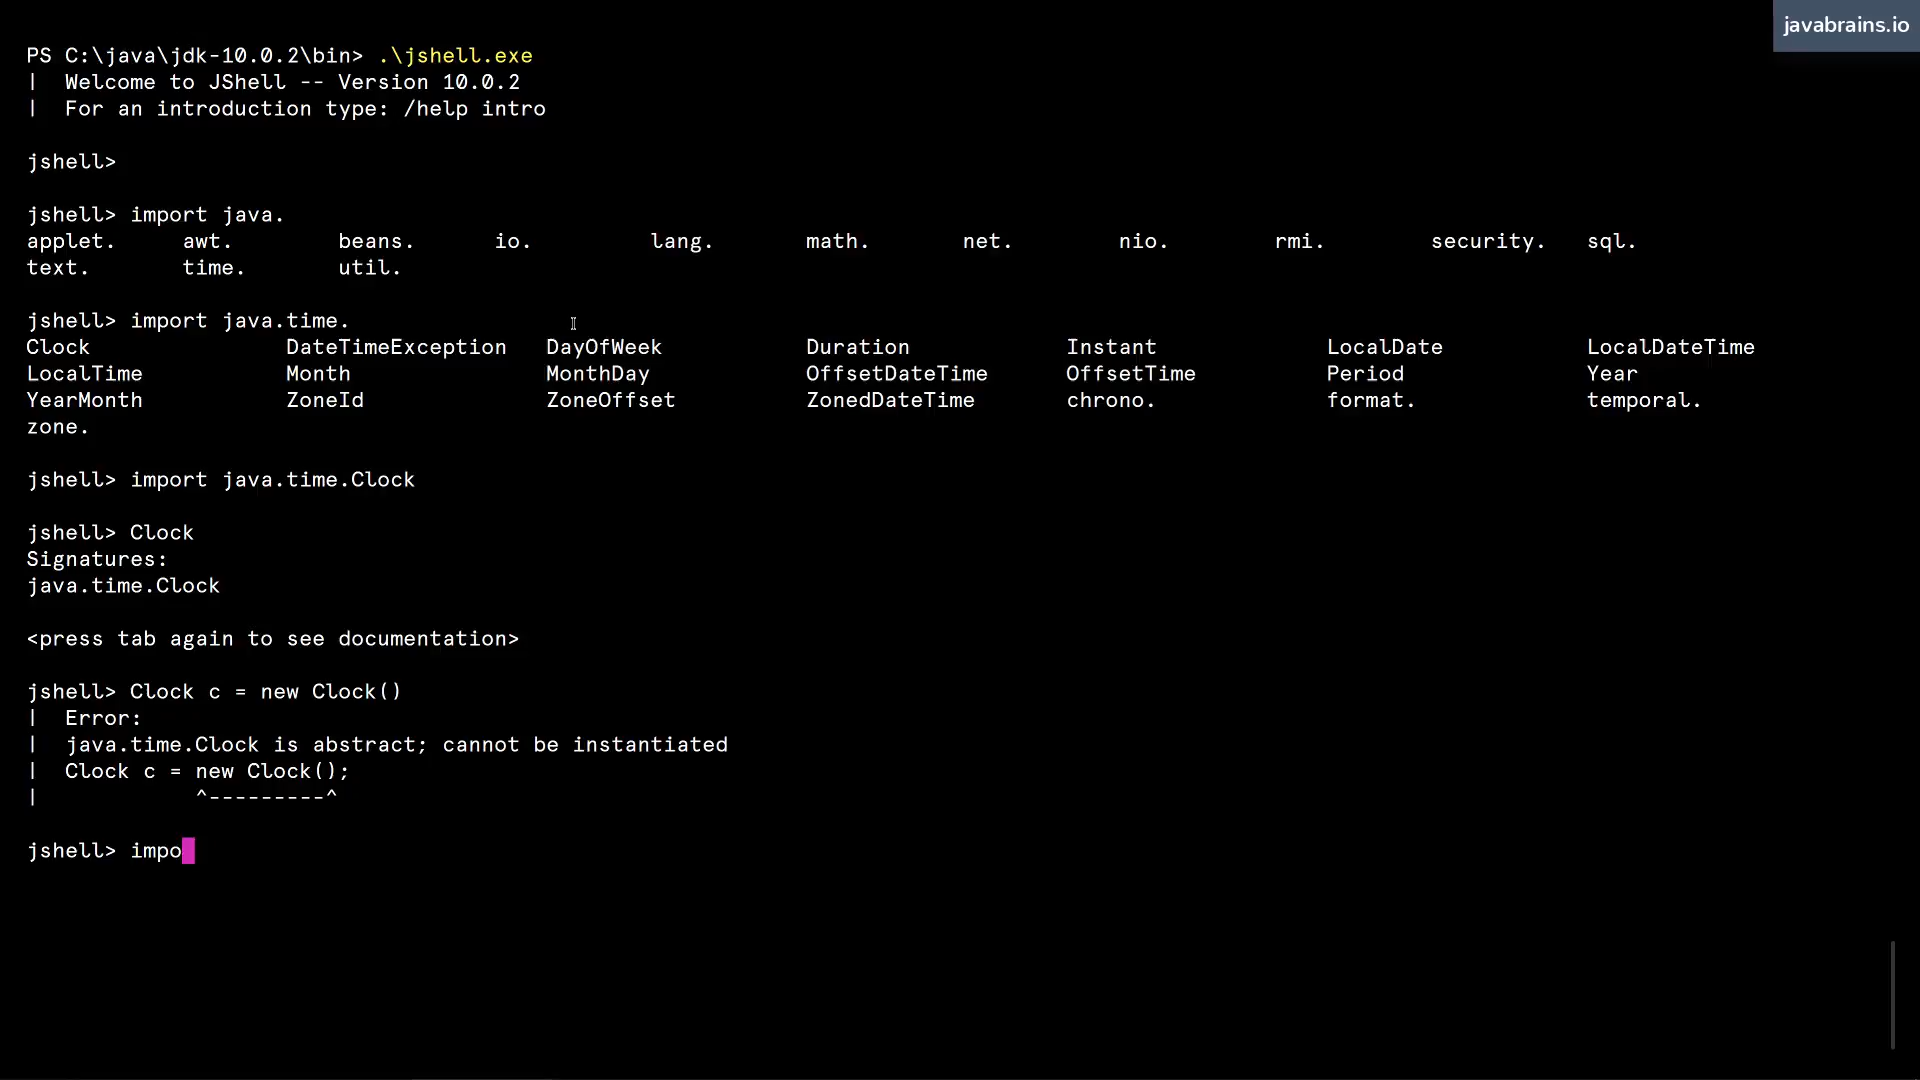 javabrains.io
PS C:\java\jdk-10.0.2\bin> .\jshell.exe
|  Welcome to JShell -- Version 10.0.2
|  For an introduction type: /help intro
jshell>
jshell> import java.
applet.     awt.        beans.      io.         lang.       math.       net.        nio.        rmi.        security.   sql.
text.       time.       util.
jshell> import java.time.
Clock               DateTimeException   DayOfWeek           Duration            Instant             LocalDate           LocalDateTime
LocalTime           Month               MonthDay            OffsetDateTime      OffsetTime          Period              Year
YearMonth           ZoneId              ZoneOffset          ZonedDateTime       chrono.             format.             temporal.
zone.
jshell> import java.time.Clock
jshell> Clock
Signatures:
java.time.Clock
<press tab again to see documentation>
jshell> Clock c = new Clock()
|  Error:
|  java.time.Clock is abstract; cannot be instantiated
|  Clock c = new Clock();
|            ^---------^
jshell> impo